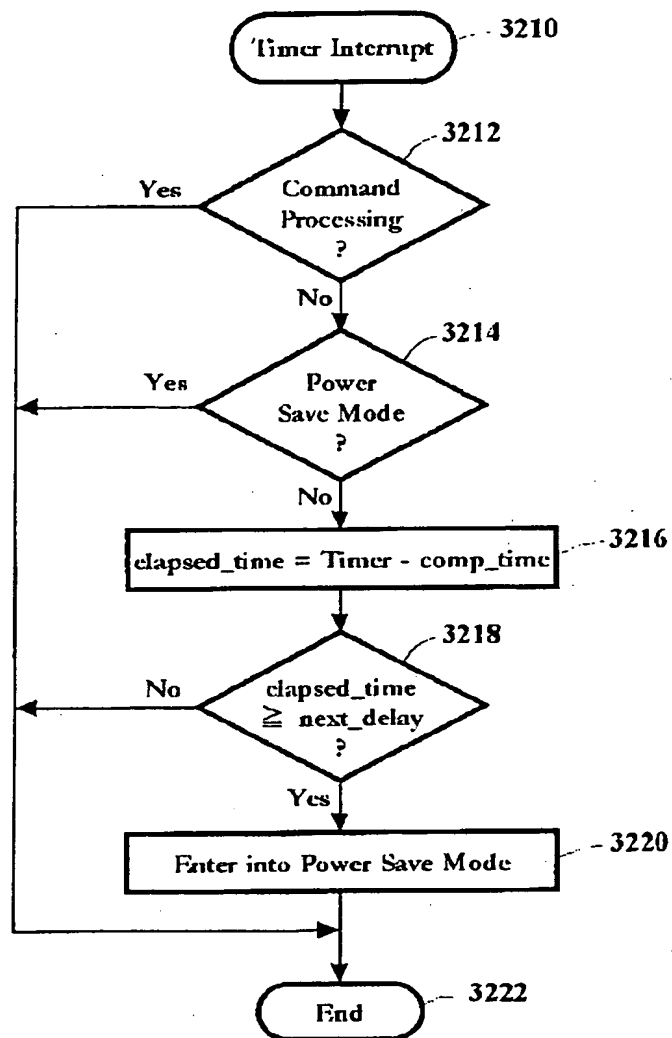 Timer Interrupt
3210
3212
Yes
Command
Processing
?
No
3214
Yes
Power
Save Mode
?
No
3216
elapsed_time = Timer - comp_time
3218
No
elapsed_time
≧ next_delay
?
Yes
3220
Enter into Power Save Mode
End
3222